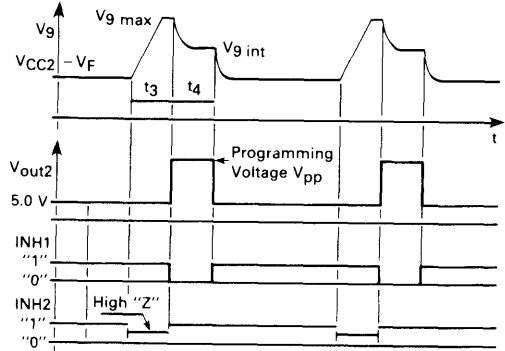 V9
V9 max
V9 int
VCC2 – VF
t3
t4
t
Vout2
Programming
Voltage Vpp
5.0 V
INH1
"1"
"0"
INH2
High "Z"
"1"
"0"